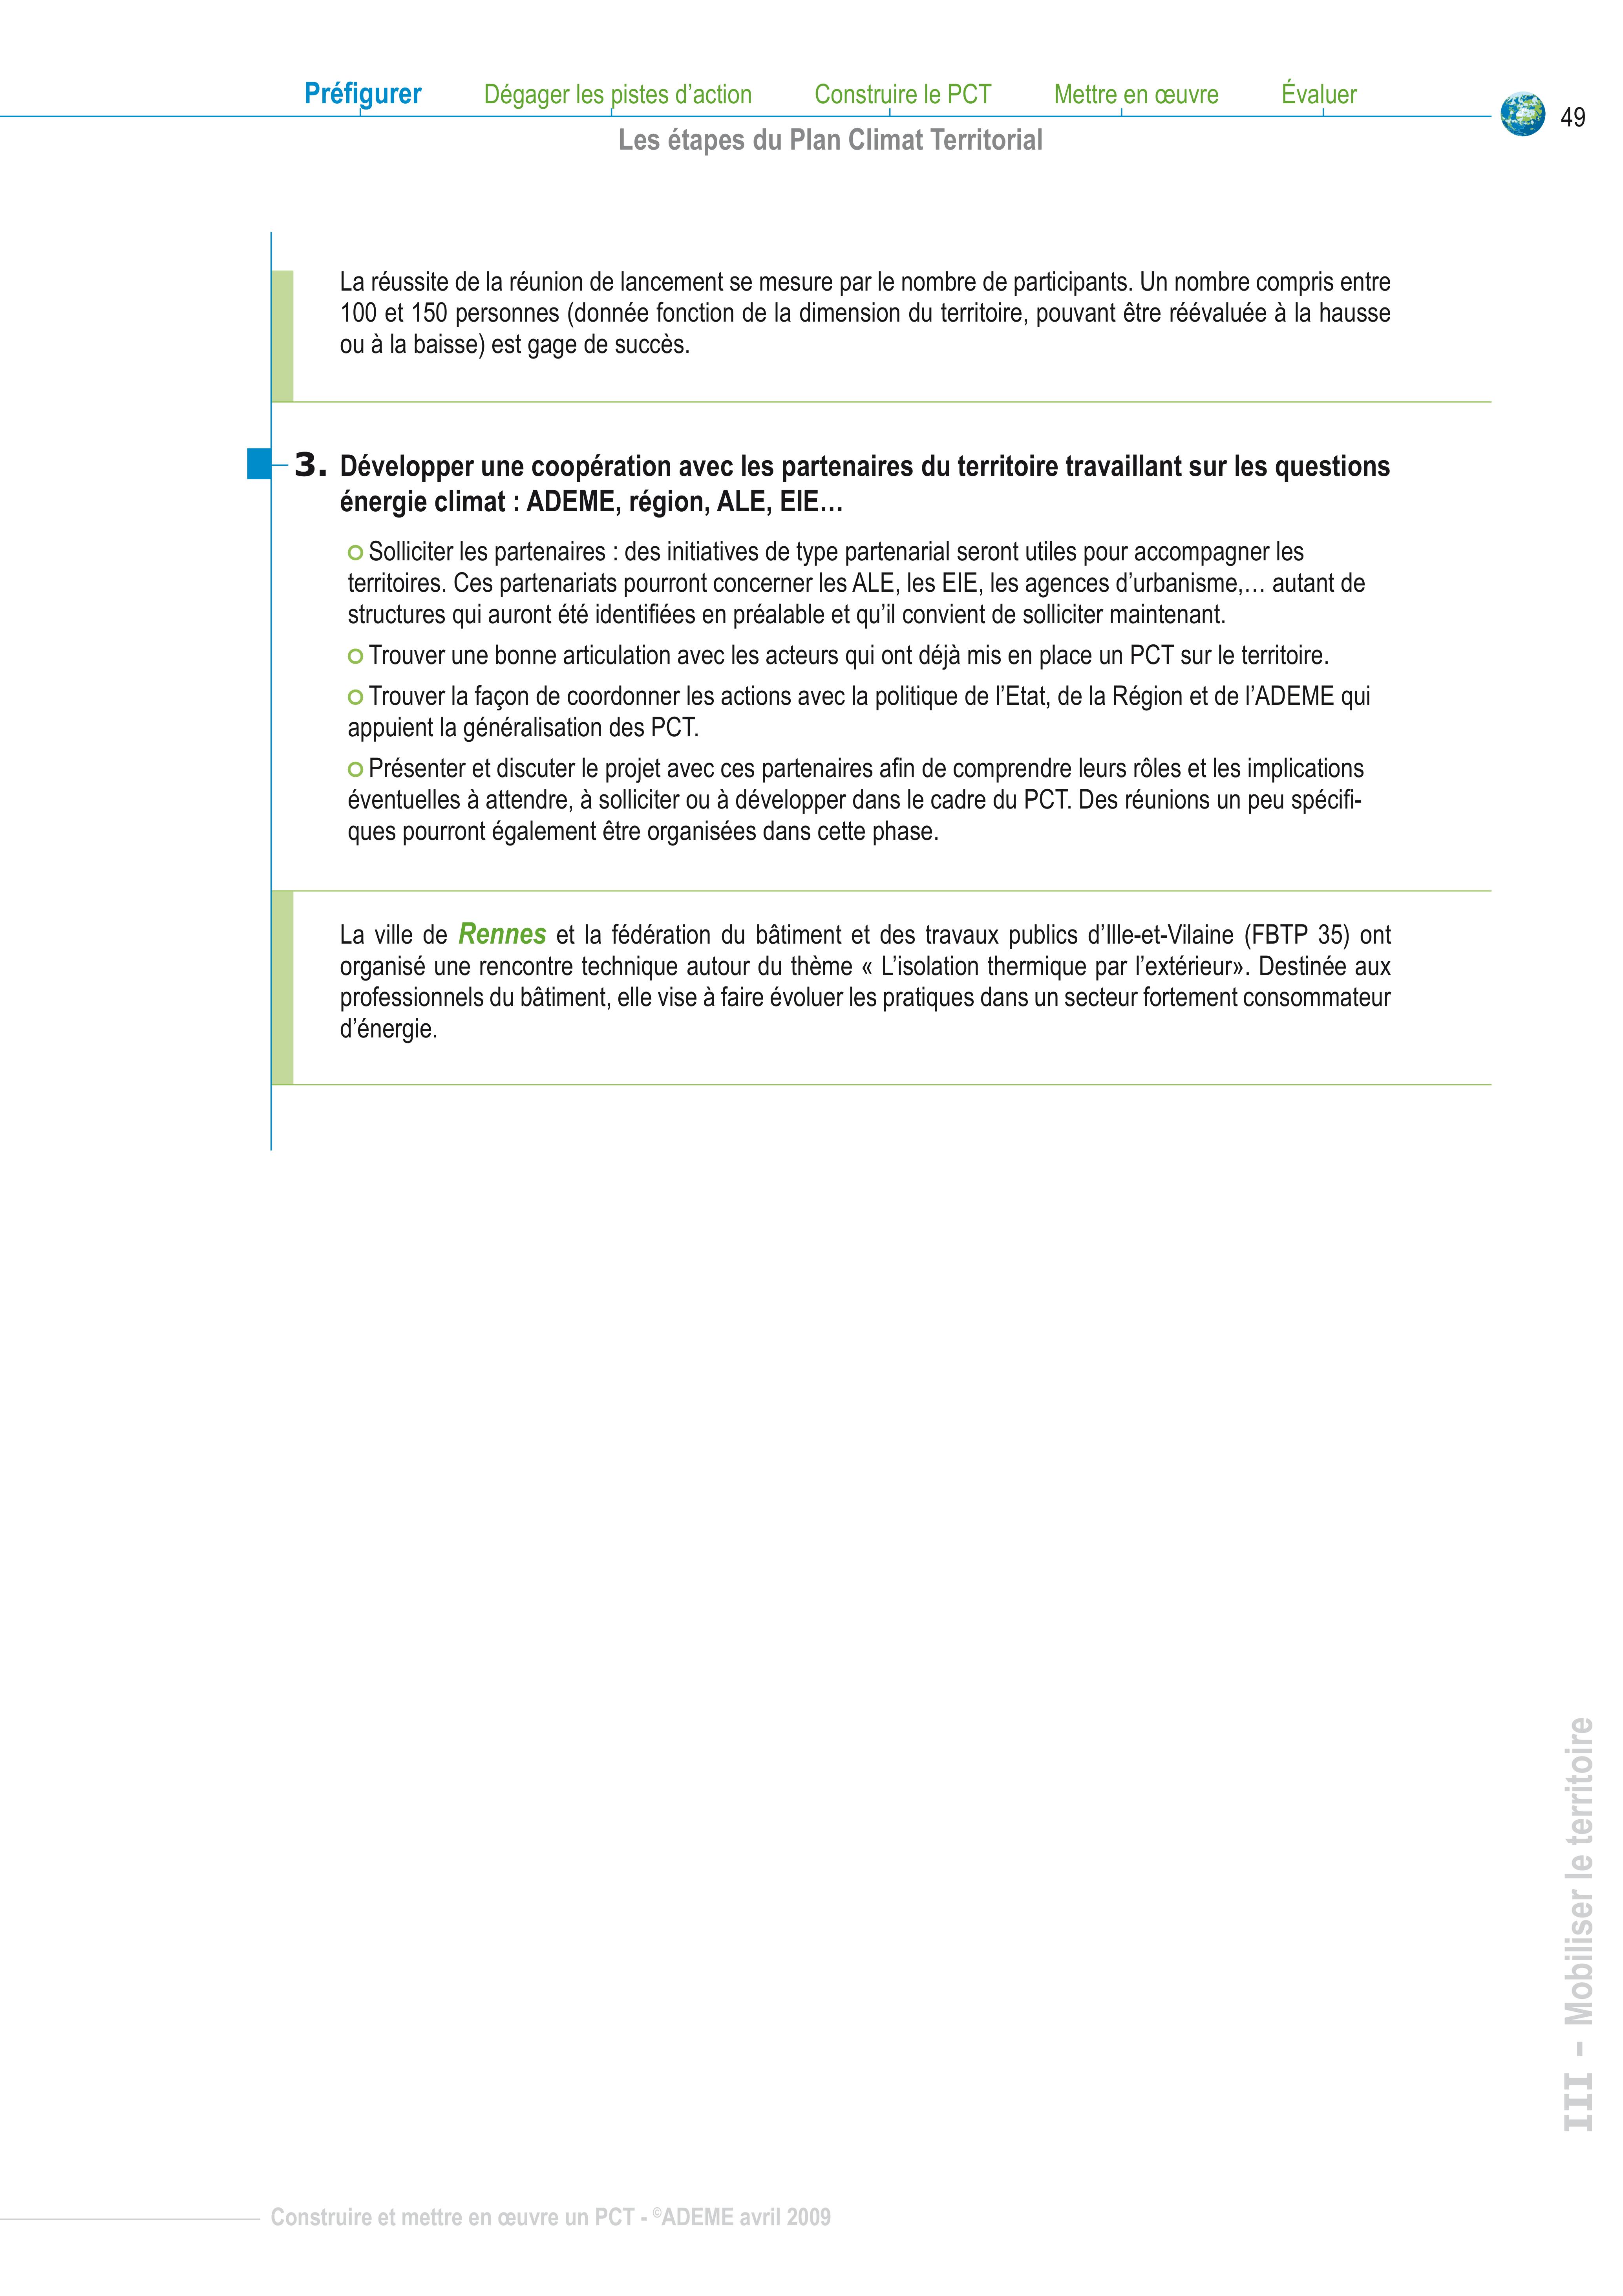 Préfigurer Dégager les pistes d’action Construire le PCT Mettre en œuvre Évaluer
49
Les étapes du Plan Climat Territorial
La réussite de la réunion de lancement se mesure par le nombre de participants. Un nombre compris entre
100 et 150 personnes (donnée fonction de la dimension du territoire, pouvant être réévaluée à la hausse
ou à la baisse) est gage de succès.
3. Développer une coopération avec les partenaires du territoire travaillant sur les questions
énergie climat : ADEME, région, ALE, EIE…
Solliciter les partenaires : des initiatives de type partenarial seront utiles pour accompagner les
territoires. Ces partenariats pourront concerner les ALE, les EIE, les agences d’urbanisme,… autant de
structures qui auront été identifiées en préalable et qu’il convient de solliciter maintenant.
Trouver une bonne articulation avec les acteurs qui ont déjà mis en place un PCT sur le territoire.
Trouver la façon de coordonner les actions avec la politique de l’Etat, de la Région et de l’ADEME qui
appuient la généralisation des PCT.
Présenter et discuter le projet avec ces partenaires afin de comprendre leurs rôles et les implications
éventuelles à attendre, à solliciter ou à développer dans le cadre du PCT. Des réunions un peu spécifi-
ques pourront également être organisées dans cette phase.
La ville de Rennes et la fédération du bâtiment et des travaux publics d’Ille-et-Vilaine (FBTP 35) ont
organisé une rencontre technique autour du thème « L’isolation thermique par l’extérieur». Destinée aux
professionnels du bâtiment, elle vise à faire évoluer les pratiques dans un secteur fortement consommateur
d’énergie.
III - Mobiliser le territoire
Construire et mettre en œuvre un PCT - ©ADEME avril 2009